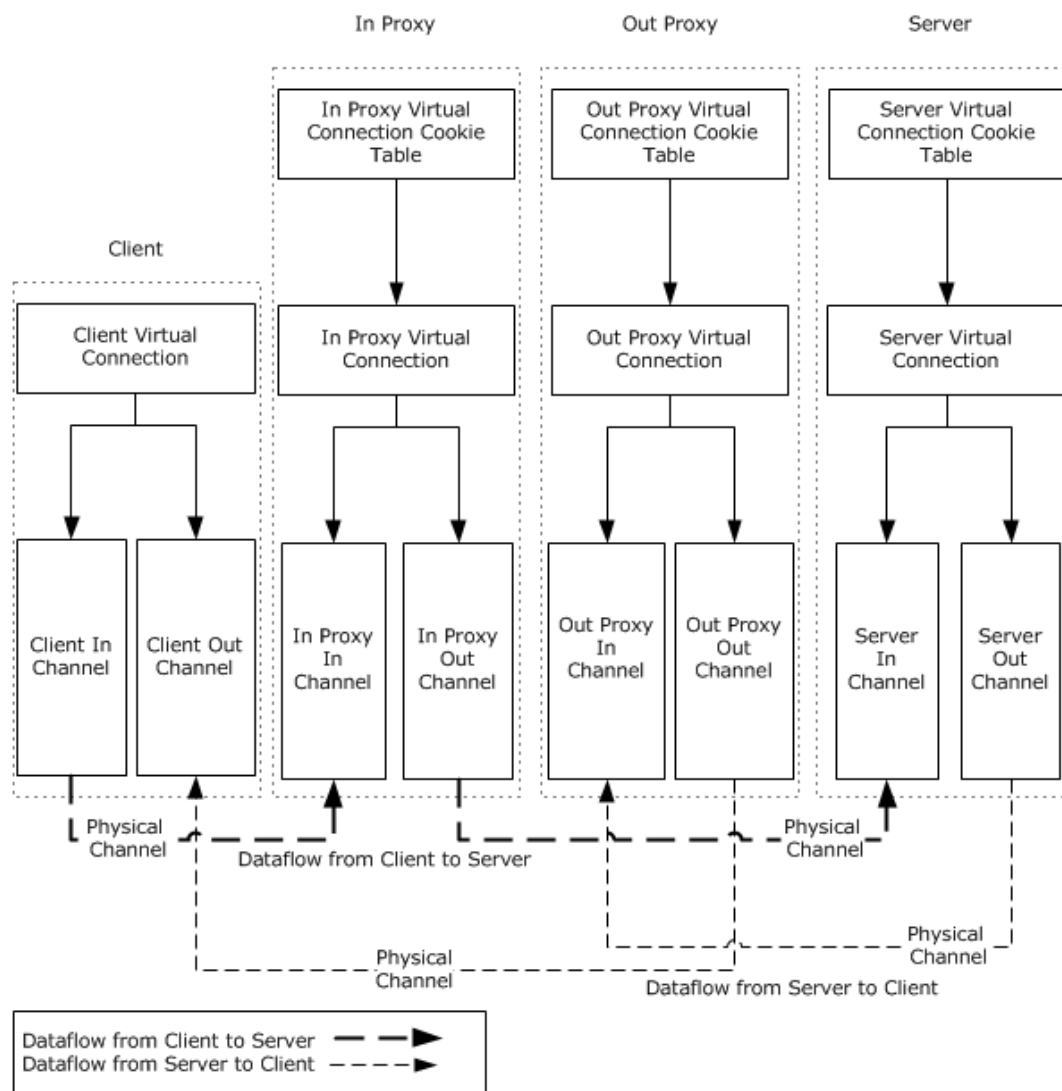 In Proxy
Out Proxy
Server
In Proxy Virtual
Connection Cookie
Table
Out Proxy Virtual
Connection Cookie
Table
Server Virtual
Connection Cookie
Table
Client
Client Virtual
Connection
In Proxy Virtual
Connection
Out Proxy Virtual
Connection
Server Virtual
Connection
Client In
Channel
Client Out
Channel
In Proxy
In
Channel
In Proxy
Out
Channel
Out Proxy
In
Channel
Out Proxy
Out
Channel
Server
In
Channel
Server
Out
Channel
Physical
Channel
Dataflow from Client to Server
Physical
Channel
Physical
Channel
Physical
Channel
Dataflow from Server to Client
Dataflow from Client to Server
Dataflow from Server to Client